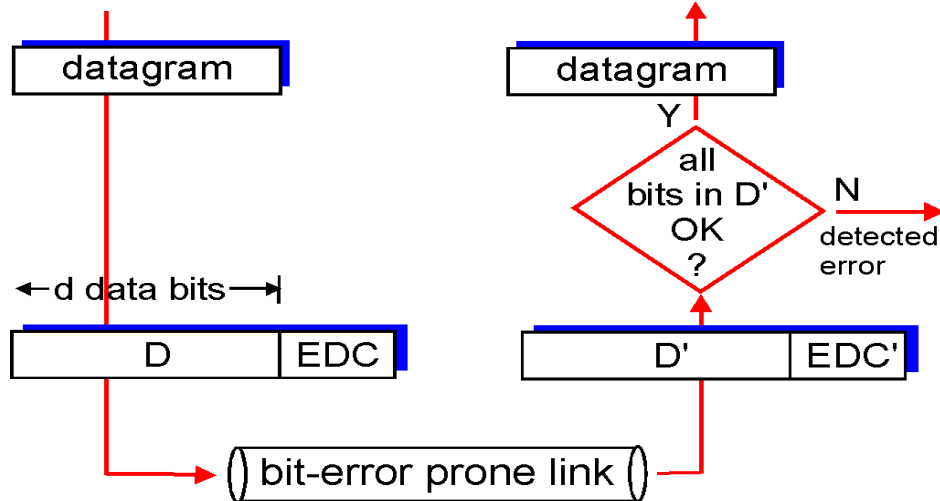 datagram
datagram
Y
all
bits in D'
OK
?
N
detected
error
d data bits
D
EDC
D'
EDC'
bit-error prone link